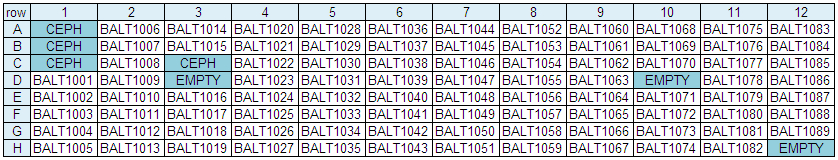 row 1 2 3 4 5 6 7 8 9 10 11 12
A CEPH BALT1006 BALT1014 BALT1020 BALT1028 BALT1036 BALT1044 BALT1052 BALT1060 BALT1068 BALT1075 BALT1083
B CEPH BALT1007 BALT1015 BALT1021 BALT1029 BALT1037 BALT1045 BALT1053 BALT1061 BALT1069 BALT1076 BALT1084
C CEPH BALT1008 CEPH BALT1022 BALT1030 BALT1038 BALT1046 BALT1054 BALT1062 BALT1070 BALT1077 BALT1085
D BALT1001 BALT1009 EMPTY BALT1023 BALT1031 BALT1039 BALT1047 BALT1055 BALT1063 EMPTY BALT1078 BALT1086
E BALT1002 BALT1010 BALT1016 BALT1024 BALT1032 BALT1040 BALT1048 BALT1056 BALT1064 BALT1071 BALT1079 BALT1087
F BALT1003 BALT1011 BALT1017 BALT1025 BALT1033 BALT1041 BALT1049 BALT1057 BALT1065 BALT1072 BALT1080 BALT1088
G BALT1004 BALT1012 BALT1018 BALT1026 BALT1034 BALT1042 BALT1050 BALT1058 BALT1066 BALT1073 BALT1081 BALT1089
H BALT1005 BALT1013 BALT1019 BALT1027 BALT1035 BALT1043 BALT1051 BALT1059 BALT1067 BALT1074 BALT1082 EMPTY